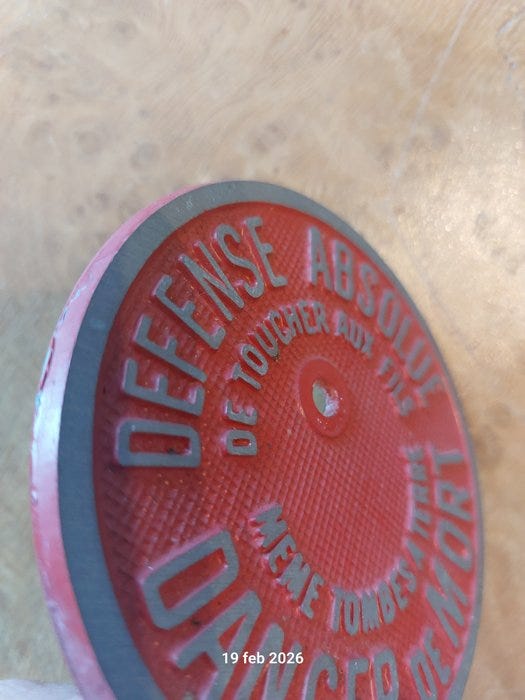 DEFENSE ABSOLUE
DE TOUCHER AUX FILS
MEME TOMBES A TERRE
DANGER DE MORT
19 feb 2026